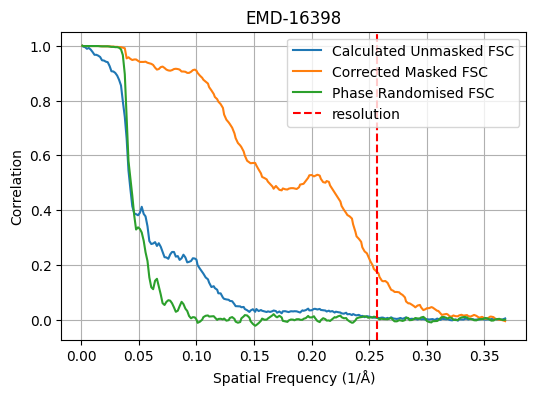 EMD-16398
1.0
0.8
0.6
0.4
0.2
0.0
Correlation
Calculated Unmasked FSC
Corrected Masked FSC
Phase Randomised FSC
resolution
0.00 0.05 0.10 0.15 0.20 0.25 0.30 0.35
Spatial Frequency (1/Å)